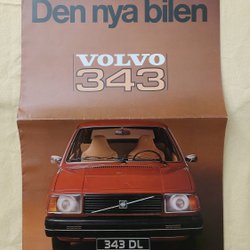 Den nya bilen
VOLVO
343
343 DL